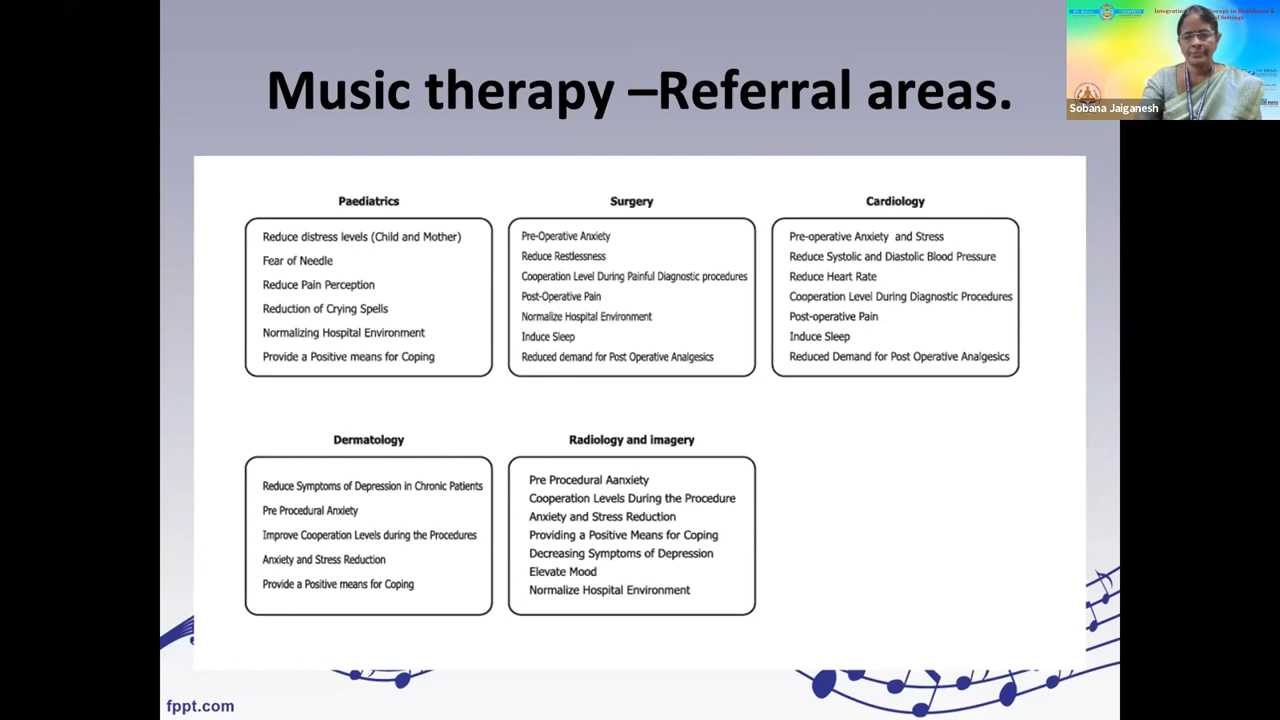 Music therapy –Referral areas.
Sobana Jaiganesh
Paediatrics
Reduce distress levels (Child and Mother)
Fear of Needle
Reduce Pain Perception
Reduction of Crying Spells
Normalizing Hospital Environment
Provide a Positive means for Coping
Surgery
Pre-Operative Anxiety
Reduce Restlessness
Cooperation Level During Painful Diagnostic procedures
Post-Operative Pain
Normalize Hospital Environment
Induce Sleep
Reduced demand for Post Operative Analgesics
Cardiology
Pre-operative Anxiety and Stress
Reduce Systolic and Diastolic Blood Pressure
Reduce Heart Rate
Cooperation Level During Diagnostic Procedures
Post-operative Pain
Induce Sleep
Reduced Demand for Post Operative Analgesics
Dermatology
Reduce Symptoms of Depression in Chronic Patients
Pre Procedural Anxiety
Improve Cooperation Levels during the Procedures
Anxiety and Stress Reduction
Provide a Positive means for Coping
Radiology and imagery
Pre Procedural Aanxiety
Cooperation Levels During the Procedure
Anxiety and Stress Reduction
Providing a Positive Means for Coping
Decreasing Symptoms of Depression
Elevate Mood
Normalize Hospital Environment
fppt.com